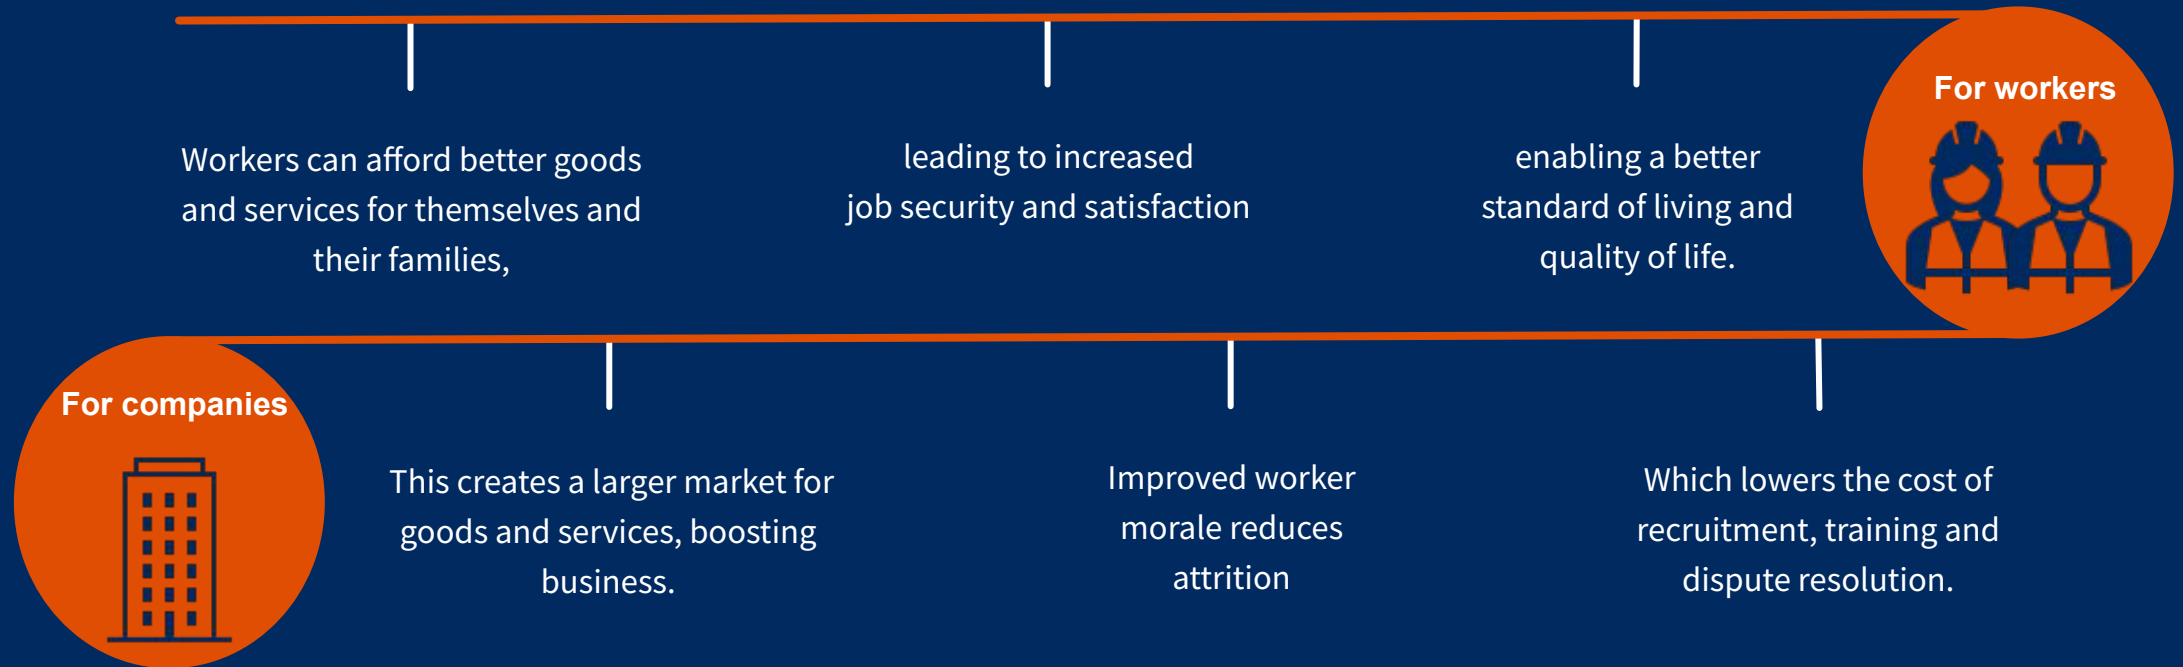 For workers
Workers can afford better goods
and services for themselves and
their families,
leading to increased
job security and satisfaction
enabling a better
standard of living and
quality of life.
For companies
This creates a larger market for
goods and services, boosting
business.
Improved worker
morale reduces
attrition
Which lowers the cost of
recruitment, training and
dispute resolution.